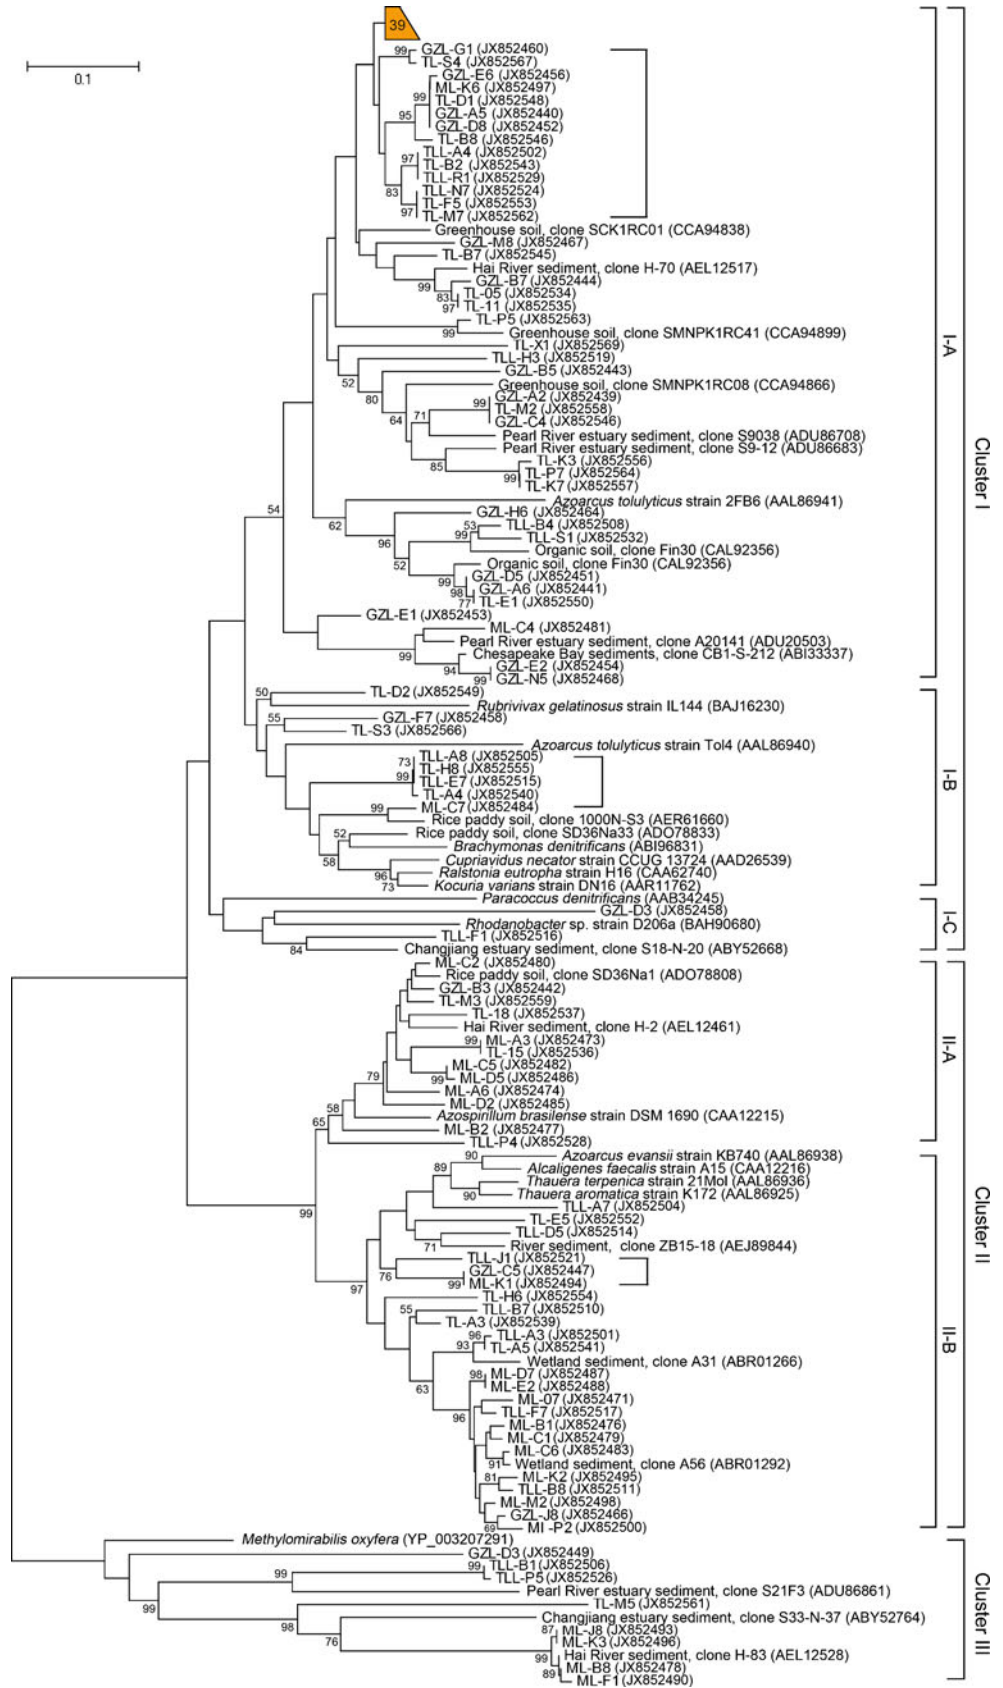 39
0.1
99
GZL-G1 (JX852460)
TL-S4 (JX852567)
GZL-E6 (JX852456)
ML-K6 (JX852497)
99
TL-D1 (JX852548)
95
GZL-A5 (JX852440)
GZL-D8 (JX852452)
TL-B8 (JX852546)
TLL-A4 (JX852502)
97
TL-B2 (JX852543)
TLL-R1 (JX852529)
83
TLL-N7 (JX852524)
TL-F5 (JX852553)
97
TL-M7 (JX852562)
Greenhouse soil, clone SCK1RC01 (CCA94838)
GZL-M8 (JX852467)
TL-B7 (JX852545)
Hai River sediment, clone H-70 (AEL12517)
99
GZL-B7 (JX852444)
83
TL-05 (JX852534)
97
TL-11 (JX852535)
TL-P5 (JX852563)
99
Greenhouse soil, clone SMNPK1RC41 (CCA94899)
I-A
TL-X1 (JX852569)
TLL-H3 (JX852519)
52
GZL-B5 (JX852443)
80
Greenhouse soil, clone SMNPK1RC08 (CCA94866)
GZL-A2 (JX852439)
99
TL-M2 (JX852558)
64
71
GZL-C4 (JX852546)
Pearl River estuary sediment, clone S9038 (ADU86708)
Pearl River estuary sediment, clone S9-12 (ADU86683)
85
TL-K3 (JX852556)
99
TL-P7 (JX852564)
TL-K7 (JX852557)
Cluster I
Azoarcus tolulyticus strain 2FB6 (AAL86941)
54
62
GZL-H6 (JX852464)
53
TLL-B4 (JX852508)
96
99
TLL-S1 (JX852532)
Organic soil, clone Fin30 (CAL92356)
52
Organic soil, clone Fin30 (CAL92356)
99
GZL-D5 (JX852451)
98
GZL-A6 (JX852441)
77
TL-E1 (JX852550)
GZL-E1 (JX852453)
ML-C4 (JX852481)
Pearl River estuary sediment, clone A20141 (ADU20503)
99
Chesapeake Bay sediments, clone CB1-S-212 (ABI33337)
94
GZL-E2 (JX852454)
99
GZL-N5 (JX852468)
50
TL-D2 (JX852549)
Rubrivivax gelatinosus strain IL144 (BAJ16230)
55
GZL-F7 (JX852458)
TL-S3 (JX852566)
Azoarcus tolulyticus strain Tol4 (AAL86940)
73
TLL-A8 (JX852505)
TL-H8 (JX852555)
99
TLL-E7 (JX852515)
I-B
TL-A4 (JX852540)
99
ML-C7 (JX852484)
Rice paddy soil, clone 1000N-S3 (AER61660)
52
Rice paddy soil, clone SD36Na33 (ADO78833)
Brachymonas denitrificans (ABI96831)
58
Cupriavidus necator strain CCUG 13724 (AAD26539)
96
Ralstonia eutropha strain H16 (CAA62740)
73
Kocuria varians strain DN16 (AAR11762)
Paracoccus denitrificans (AAB34245)
GZL-D3 (JX852458)
I-C
Rhodanobacter sp. strain D206a (BAH90680)
TLL-F1 (JX852516)
84
Changjiang estuary sediment, clone S18-N-20 (ABY52668)
ML-C2 (JX852480)
Rice paddy soil, clone SD36Na1 (ADO78808)
GZL-B3 (JX852442)
TL-M3 (JX852559)
TL-18 (JX852537)
Hai River sediment, clone H-2 (AEL12461)
99
ML-A3 (JX852473)
TL-15 (JX852536)
II-A
ML-C5 (JX852482)
79
99
ML-D5 (JX852486)
ML-A6 (JX852474)
ML-D2 (JX852485)
58
Azospirillum brasilense strain DSM 1690 (CAA12215)
65
ML-B2 (JX852477)
TLL-P4 (JX852528)
90
Azoarcus evansii strain KB740 (AAL86938)
89
Alcaligenes faecalis strain A15 (CAA12216)
Thauera terpenica strain 21Mol (AAL86936)
90
Thauera aromatica strain K172 (AAL86925)
99
TLL-A7 (JX852504)
TL-E5 (JX852552)
TLL-D5 (JX852514)
71
River sediment, clone ZB15-18 (AEJ89844)
Cluster II
TLL-J1 (JX852521)
76
GZL-C5 (JX852447)
97
99
ML-K1 (JX852494)
TL-H6 (JX852554)
55
TLL-B7 (JX852510)
TL-A3 (JX852539)
II-B
96
TLL-A3 (JX852501)
93
TL-A5 (JX852541)
Wetland sediment, clone A31 (ABR01266)
98
ML-D7 (JX852487)
63
ML-E2 (JX852488)
ML-07 (JX852471)
96
TLL-F7 (JX852517)
ML-B1 (JX852476)
ML-C1 (JX852479)
ML-C6 (JX852483)
91
Wetland sediment, clone A56 (ABR01292)
81
ML-K2 (JX852495)
TLL-B8 (JX852511)
ML-M2 (JX852498)
GZL-J8 (JX852466)
69
MI -P2 (JX852500)
Methylomirabilis oxyfera (YP_003207291)
GZL-D3 (JX852449)
99
TLL-B1 (JX852506)
99
TLL-P5 (JX852526)
Pearl River estuary sediment, clone S21F3 (ADU86861)
99
TL-M5 (JX852561)
Cluster III
98
Changjiang estuary sediment, clone S33-N-37 (ABY52764)
87
ML-J8 (JX852493)
76
ML-K3 (JX852496)
99
Hai River sediment, clone H-83 (AEL12528)
89
ML-B8 (JX852478)
ML-F1 (JX852490)